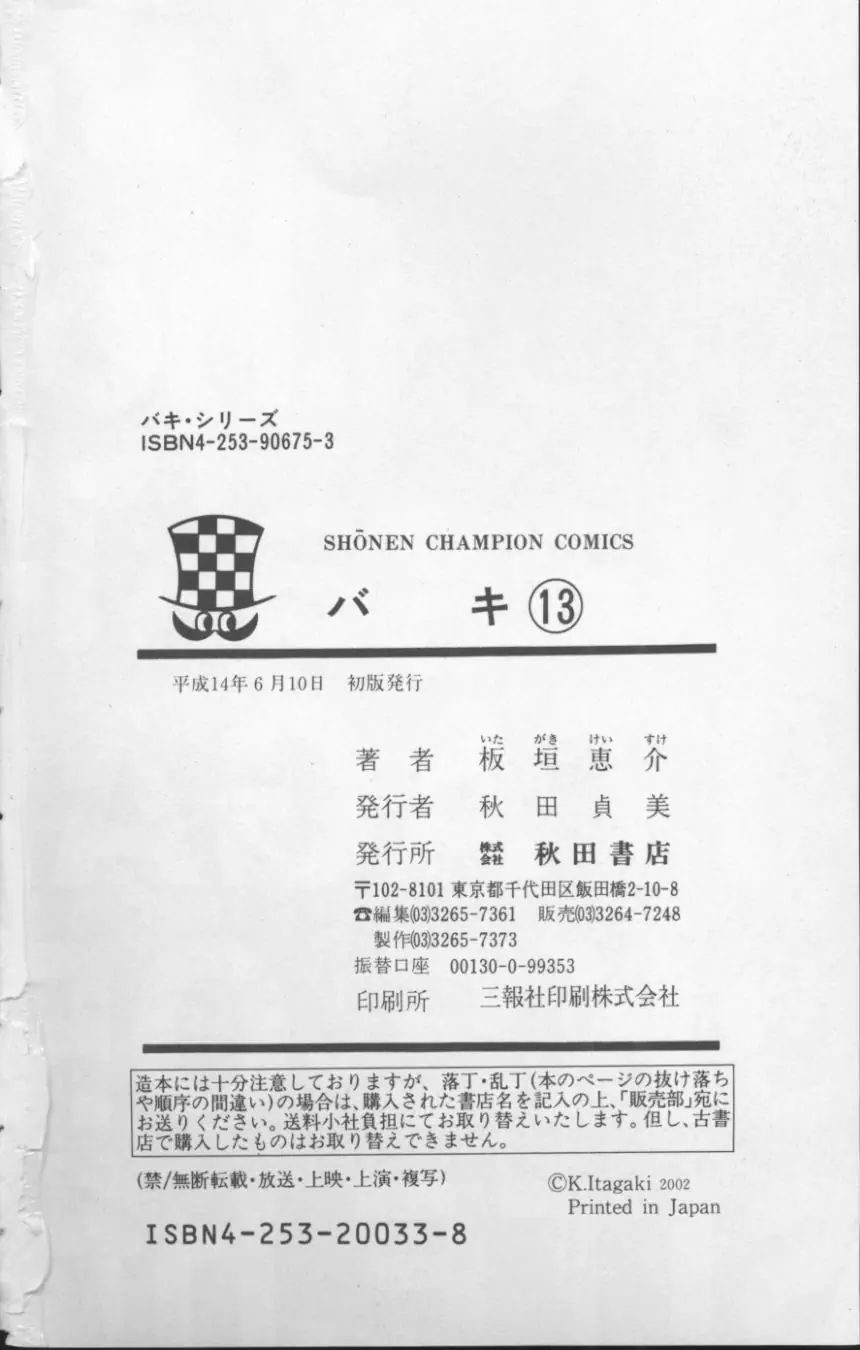 バキ・シリーズ
ISBN4-253-90675-3
SHŌNEN CHAMPION COMICS
バキ⑬
平成14年6月10日 初版発行
いた がき けい すけ
著者 板垣恵介
発行者 秋田貞美
発行所 株式会社 秋田書店
〒102-8101 東京都千代田区飯田橋2-10-8
☎編集(03)3265-7361 販売(03)3264-7248
製作(03)3265-7373
振替口座 00130-0-99353
印刷所 三報社印刷株式会社
造本には十分注意しておりますが、落丁・乱丁(本のページの抜け落ち
や順序の間違い)の場合は、購入された書店名を記入の上、「販売部」宛に
お送りください。送料小社負担にてお取り替えいたします。但し、古書
店で購入したものはお取り替えできません。
(禁/無断転載・放送・上映・上演・複写)
©K.Itagaki 2002
Printed in Japan
ISBN4-253-20033-8